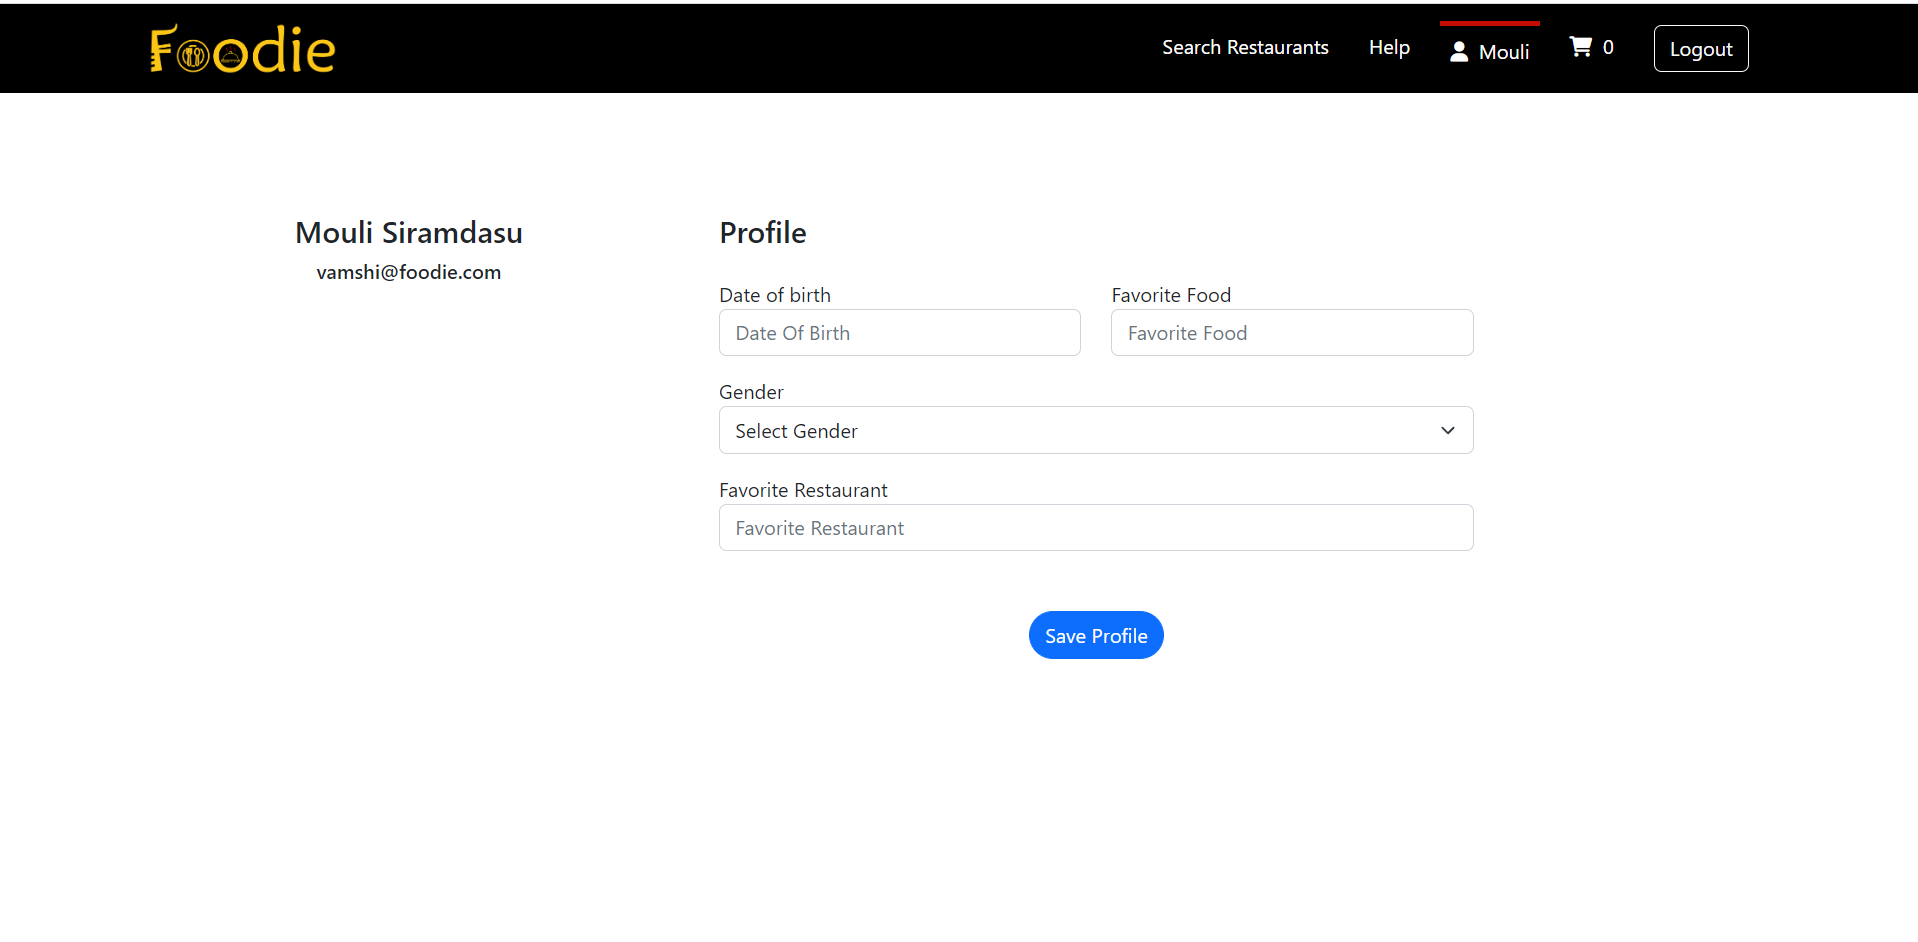 Foodie
Search Restaurants Help Mouli 0 Logout
Mouli Siramdasu
vamshi@foodie.com
Profile
Date of birth Favorite Food
Date Of Birth Favorite Food
Gender
Select Gender
Favorite Restaurant
Favorite Restaurant
Save Profile